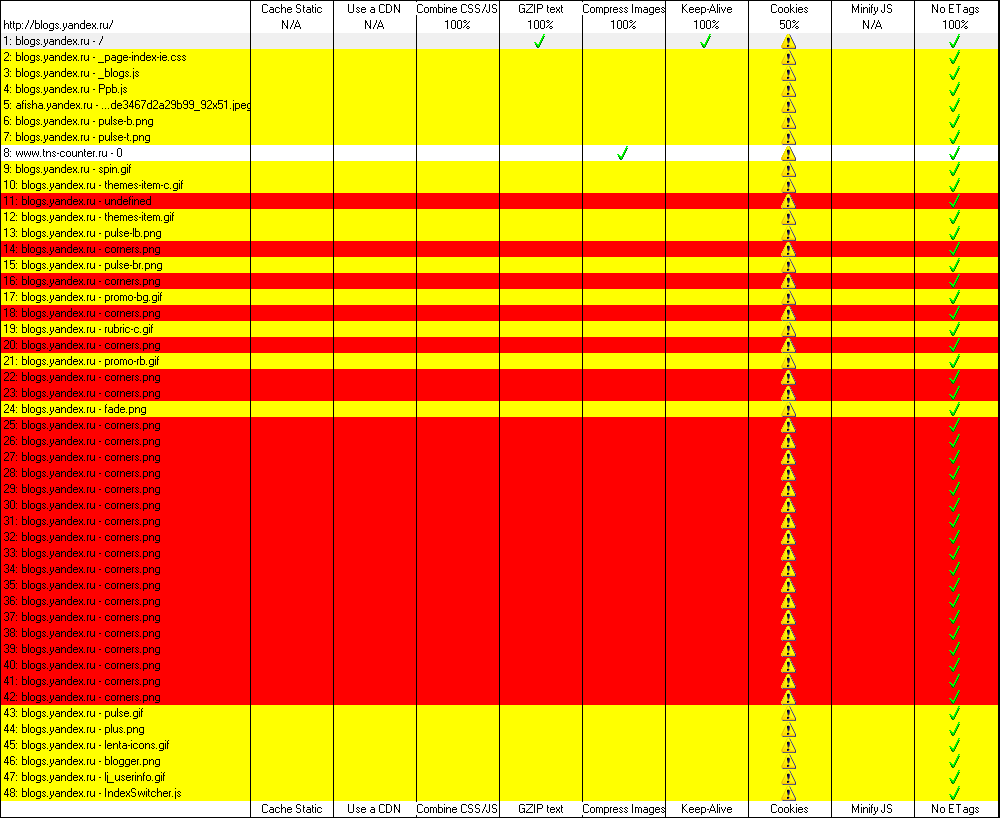 Cache Static Use a CDN Combine CSS/JS GZIP text Compress Images Keep-Alive Cookies Minify JS No ETags
http://blogs.yandex.ru/ N/A N/A 100% 100% 100% 100% 50% N/A 100%
1: blogs.yandex.ru - /
2: blogs.yandex.ru - _page-index-ie.css
3: blogs.yandex.ru - _blogs.js
4: blogs.yandex.ru - Ppb.js
5: afisha.yandex.ru - ...de3467d2a29b99_92x51.jpeg
6: blogs.yandex.ru - pulse-b.png
7: blogs.yandex.ru - pulse-t.png
8: www.tns-counter.ru - 0
9: blogs.yandex.ru - spin.gif
10: blogs.yandex.ru - themes-item-c.gif
11: blogs.yandex.ru - undefined
12: blogs.yandex.ru - themes-item.gif
13: blogs.yandex.ru - pulse-lb.png
14: blogs.yandex.ru - corners.png
15: blogs.yandex.ru - pulse-br.png
16: blogs.yandex.ru - corners.png
17: blogs.yandex.ru - promo-bg.gif
18: blogs.yandex.ru - corners.png
19: blogs.yandex.ru - rubric-c.gif
20: blogs.yandex.ru - corners.png
21: blogs.yandex.ru - promo-rb.gif
22: blogs.yandex.ru - corners.png
23: blogs.yandex.ru - corners.png
24: blogs.yandex.ru - fade.png
25: blogs.yandex.ru - corners.png
26: blogs.yandex.ru - corners.png
27: blogs.yandex.ru - corners.png
28: blogs.yandex.ru - corners.png
29: blogs.yandex.ru - corners.png
30: blogs.yandex.ru - corners.png
31: blogs.yandex.ru - corners.png
32: blogs.yandex.ru - corners.png
33: blogs.yandex.ru - corners.png
34: blogs.yandex.ru - corners.png
35: blogs.yandex.ru - corners.png
36: blogs.yandex.ru - corners.png
37: blogs.yandex.ru - corners.png
38: blogs.yandex.ru - corners.png
39: blogs.yandex.ru - corners.png
40: blogs.yandex.ru - corners.png
41: blogs.yandex.ru - corners.png
42: blogs.yandex.ru - corners.png
43: blogs.yandex.ru - pulse.gif
44: blogs.yandex.ru - plus.png
45: blogs.yandex.ru - lenta-icons.gif
46: blogs.yandex.ru - blogger.png
47: blogs.yandex.ru - lj_userinfo.gif
48: blogs.yandex.ru - IndexSwitcher.js
Cache Static Use a CDN Combine CSS/JS GZIP text Compress Images Keep-Alive Cookies Minify JS No ETags